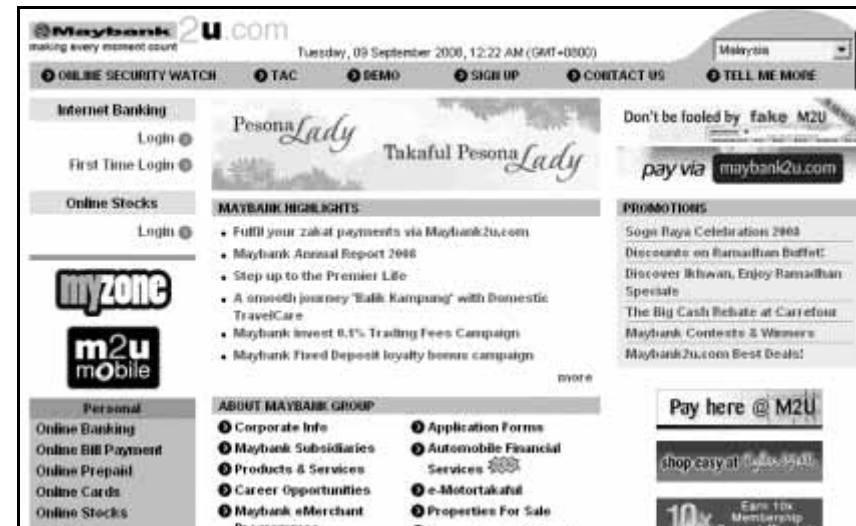 Maybank2u.com
making every moment count
Tuesday, 09 September 2008, 12:22 AM (GMT+0800)
Malaysia
ONLINE SECURITY WATCH
TAC
DEMO
SIGN UP
CONTACT US
TELL ME MORE
Internet Banking
Login
First Time Login
Online Stocks
Login
myzone
m2u
mobile
Personal
Online Banking
Online Bill Payment
Online Prepaid
Online Cards
Online Stocks
Pesona Lady
Takaful Pesona Lady
MAYBANK HIGHLIGHTS
Fulfil your zakat payments via Maybank2u.com
Maybank Annual Report 2008
Step up to the Premier Life
A smooth journey 'Balik Kampung' with Domestic
TravelCare
Maybank invest 0.1% Trading Fees Campaign
Maybank Fixed Deposit loyalty bonus campaign
more
ABOUT MAYBANK GROUP
Corporate Info
Maybank Subsidiaries
Products & Services
Career Opportunities
Maybank eMerchant
Application Forms
Automobile Financial
Services
e-Motortakaful
Properties For Sale
Don't be fooled by fake M2U
pay via maybank2u.com
PROMOTIONS
Sogo Raya Celebration 2008
Discounts on Ramadhan Buffet!
Discover Ikhwan, Enjoy Ramadhan
Specials
The Big Cash Rebate at Carrefour
Maybank Contests & Winners
Maybank2u.com Best Deals!
Pay here @ M2U
shop easy at
10x
Earn 10x
Membership